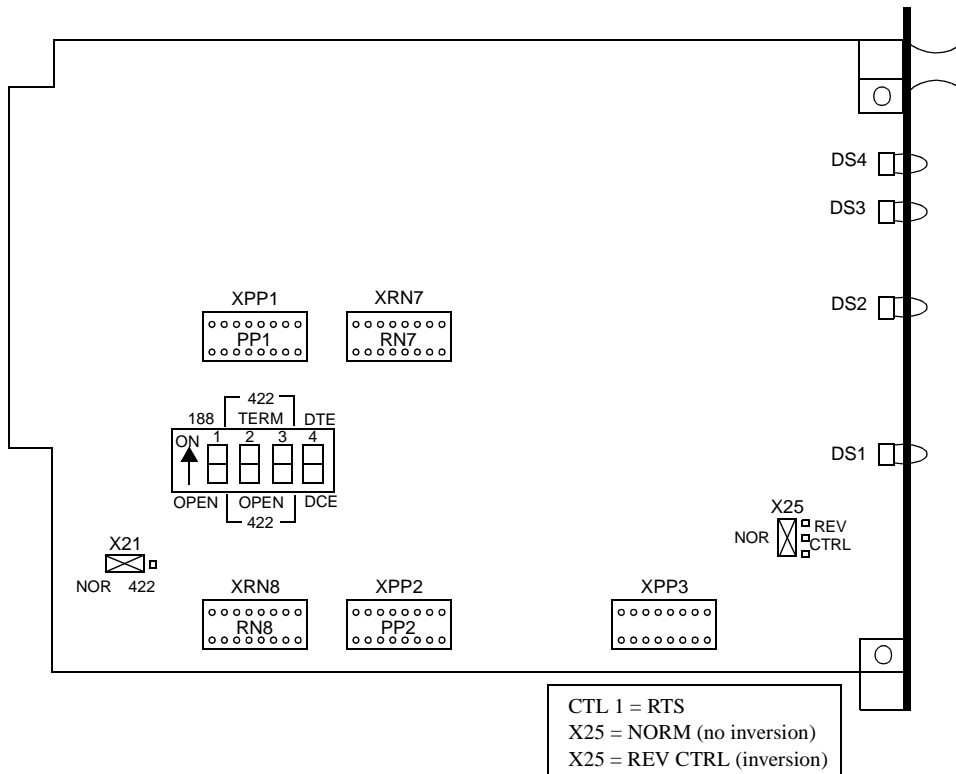 DS4
DS3
XPP1 XRN7
DS2
PP1 RN7
422
188 TERM DTE
ON 1 2 3 4
DS1
OPEN OPEN DCE
422
X25
NOR REV
CTRL
X21
NOR 422
XRN8 XPP2 XPP3
RN8 PP2
CTL 1 = RTS
X25 = NORM (no inversion)
X25 = REV CTRL (inversion)